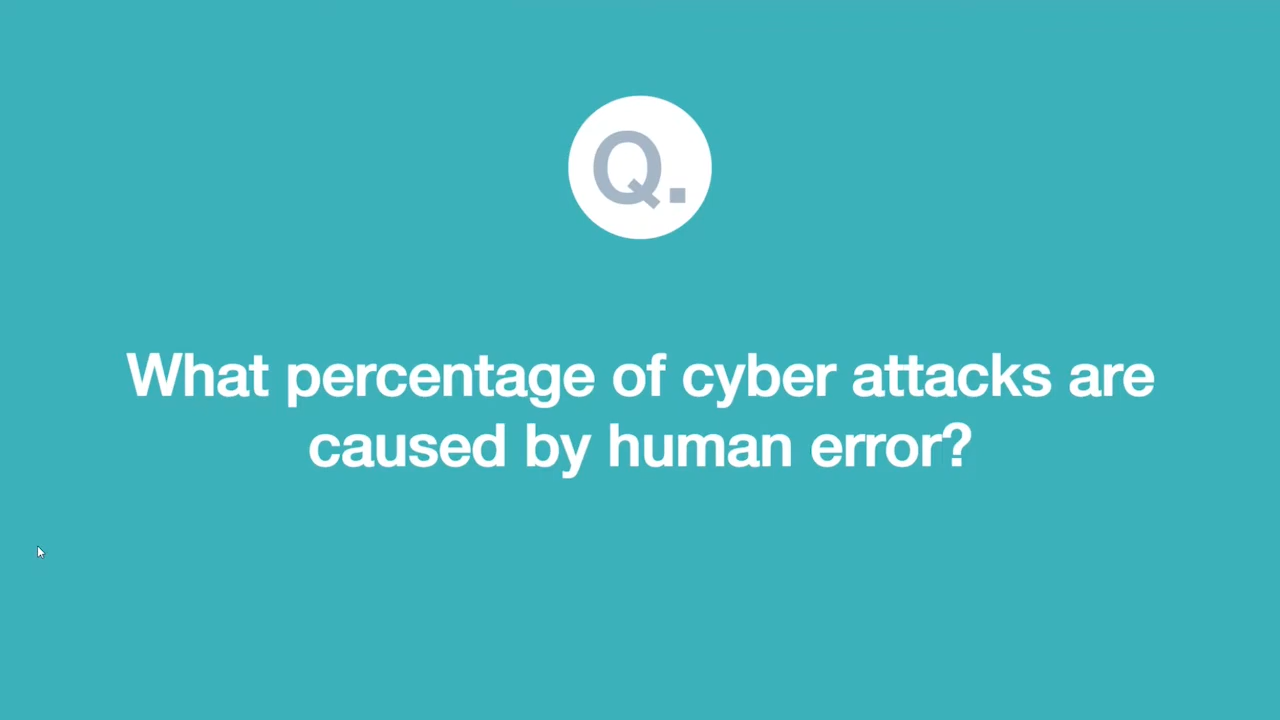 Q.
What percentage of cyber attacks are
caused by human error?